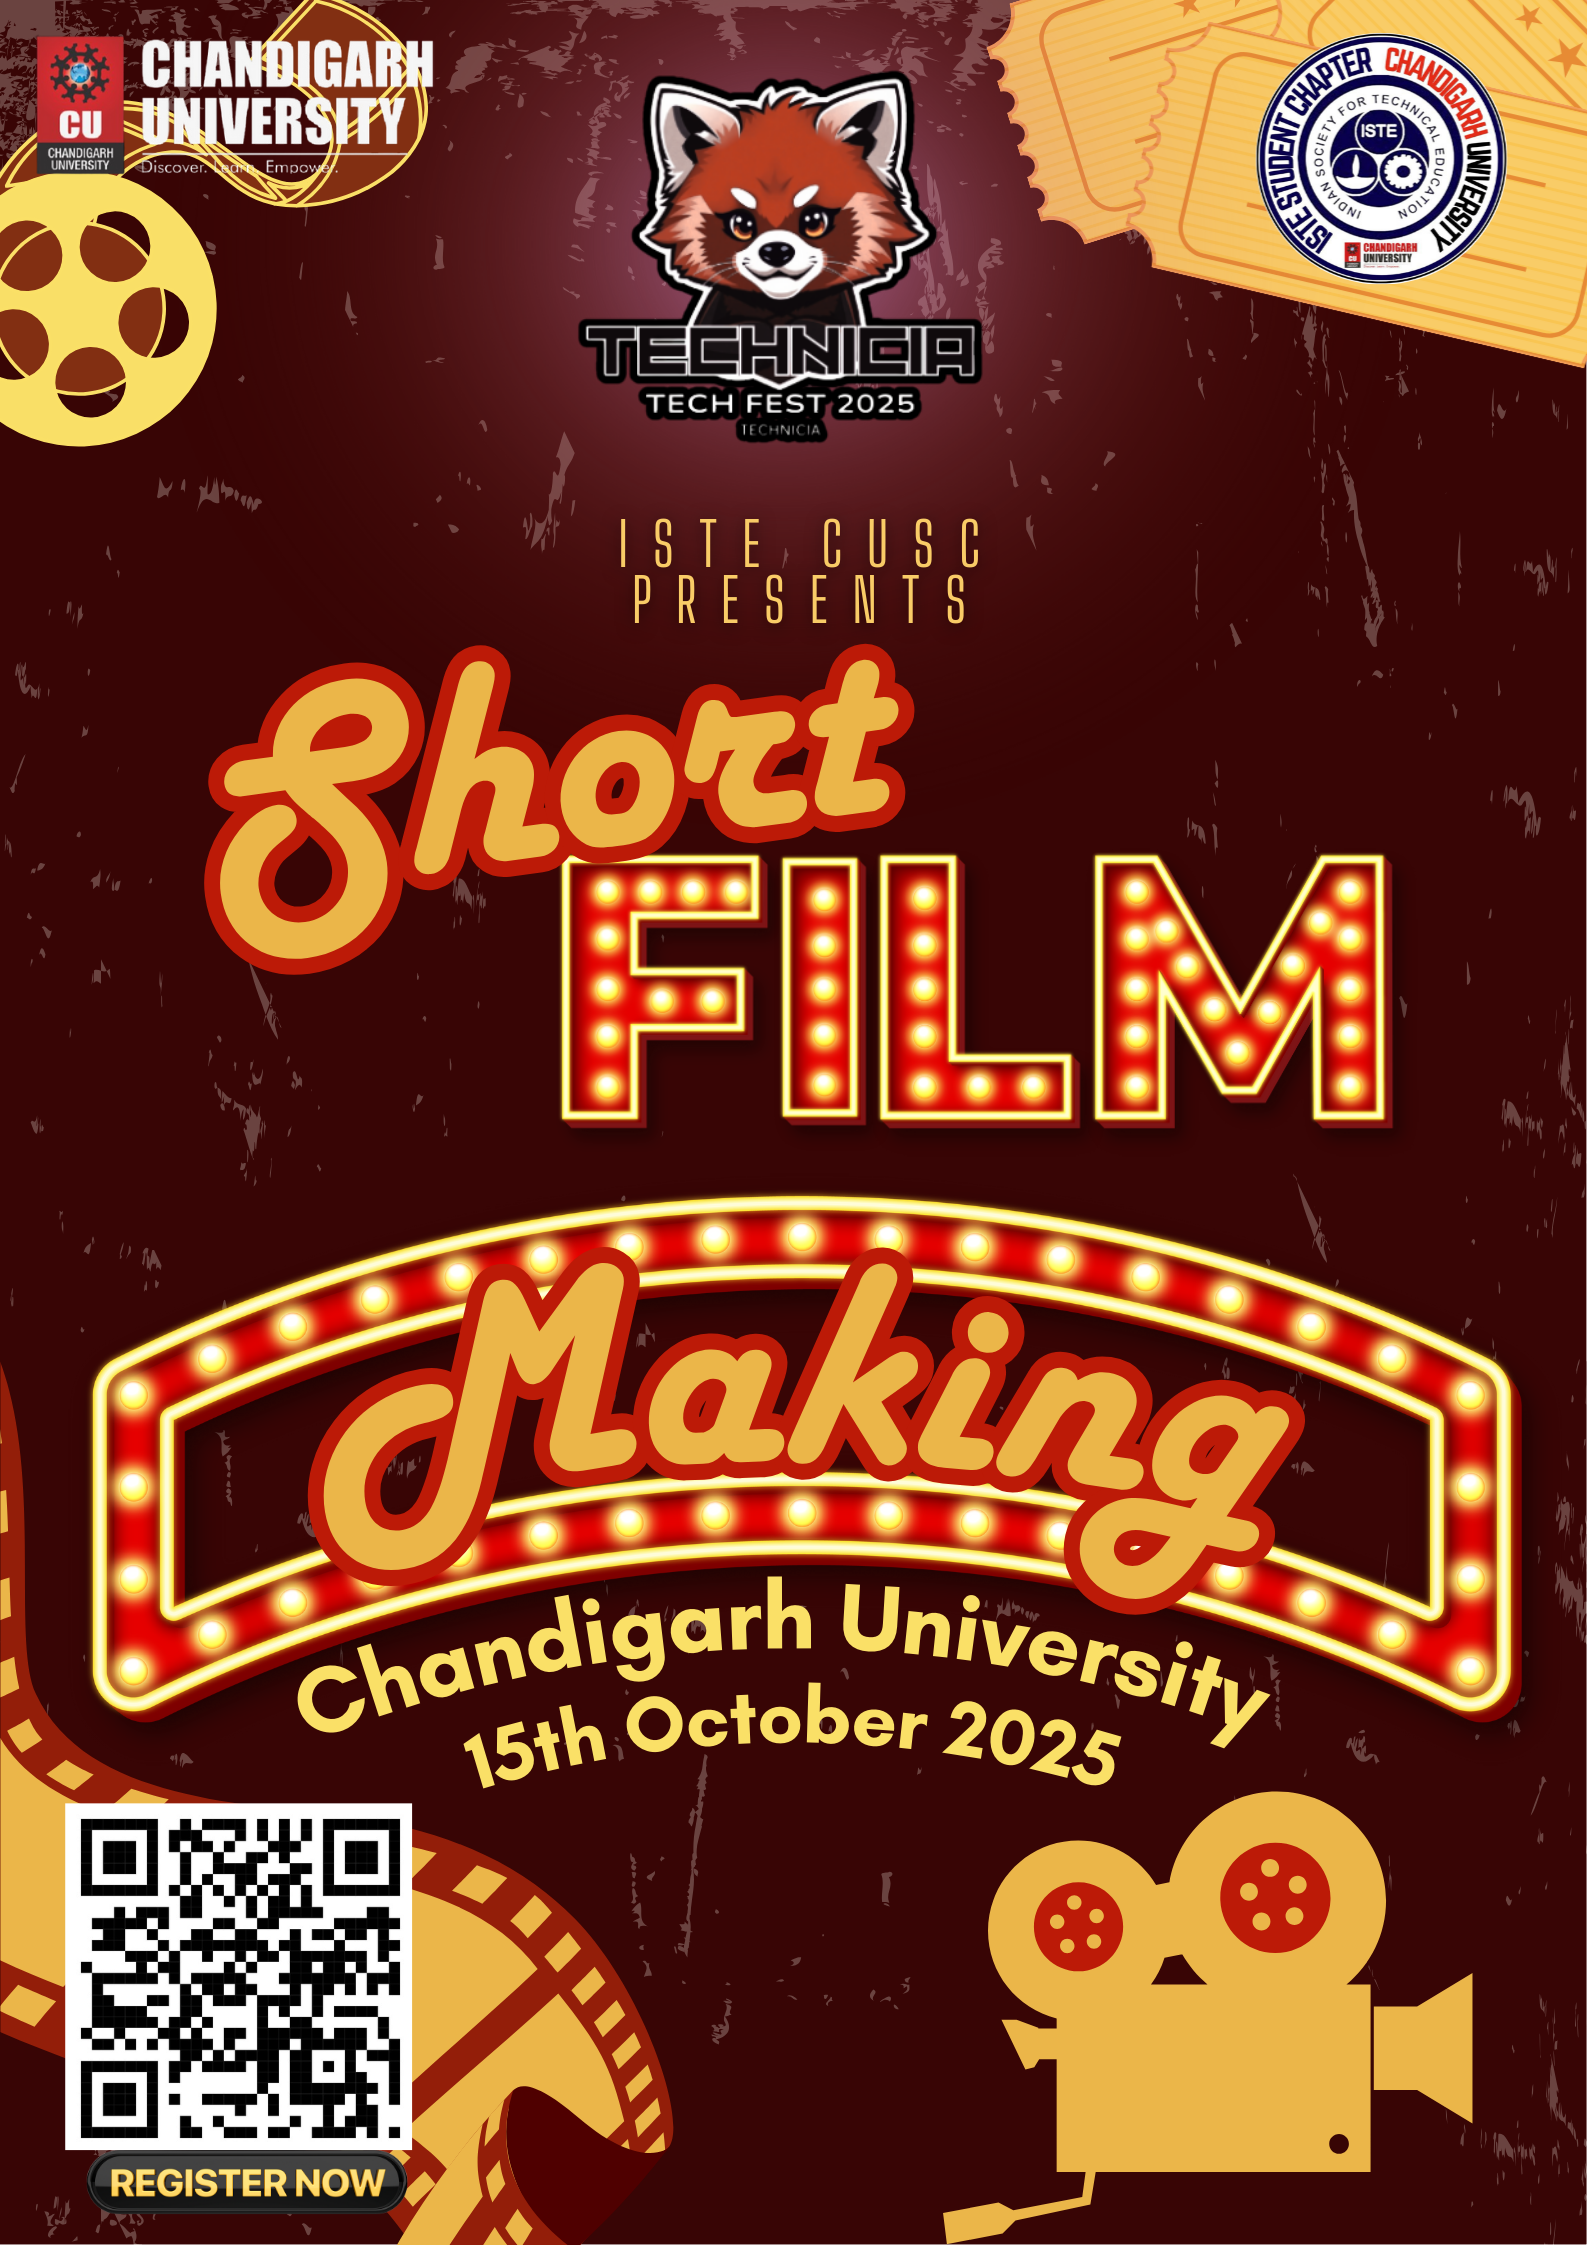 CHANDIGARH
UNIVERSITY
Discover. Learn. Empower.
CU
CHANDIGARH
UNIVERSITY
TECHNICIA
TECH FEST 2025
TECHNICIA
ISTE STUDENT CHAPTER CHANDIGARH UNIVERSITY
INDIAN SOCIETY FOR TECHNICAL EDUCATION
ISTE
CU
CHANDIGARH
UNIVERSITY
ISTE CUSC
PRESENTS
Short
FILM
Making
Chandigarh University
15th October 2025
REGISTER NOW